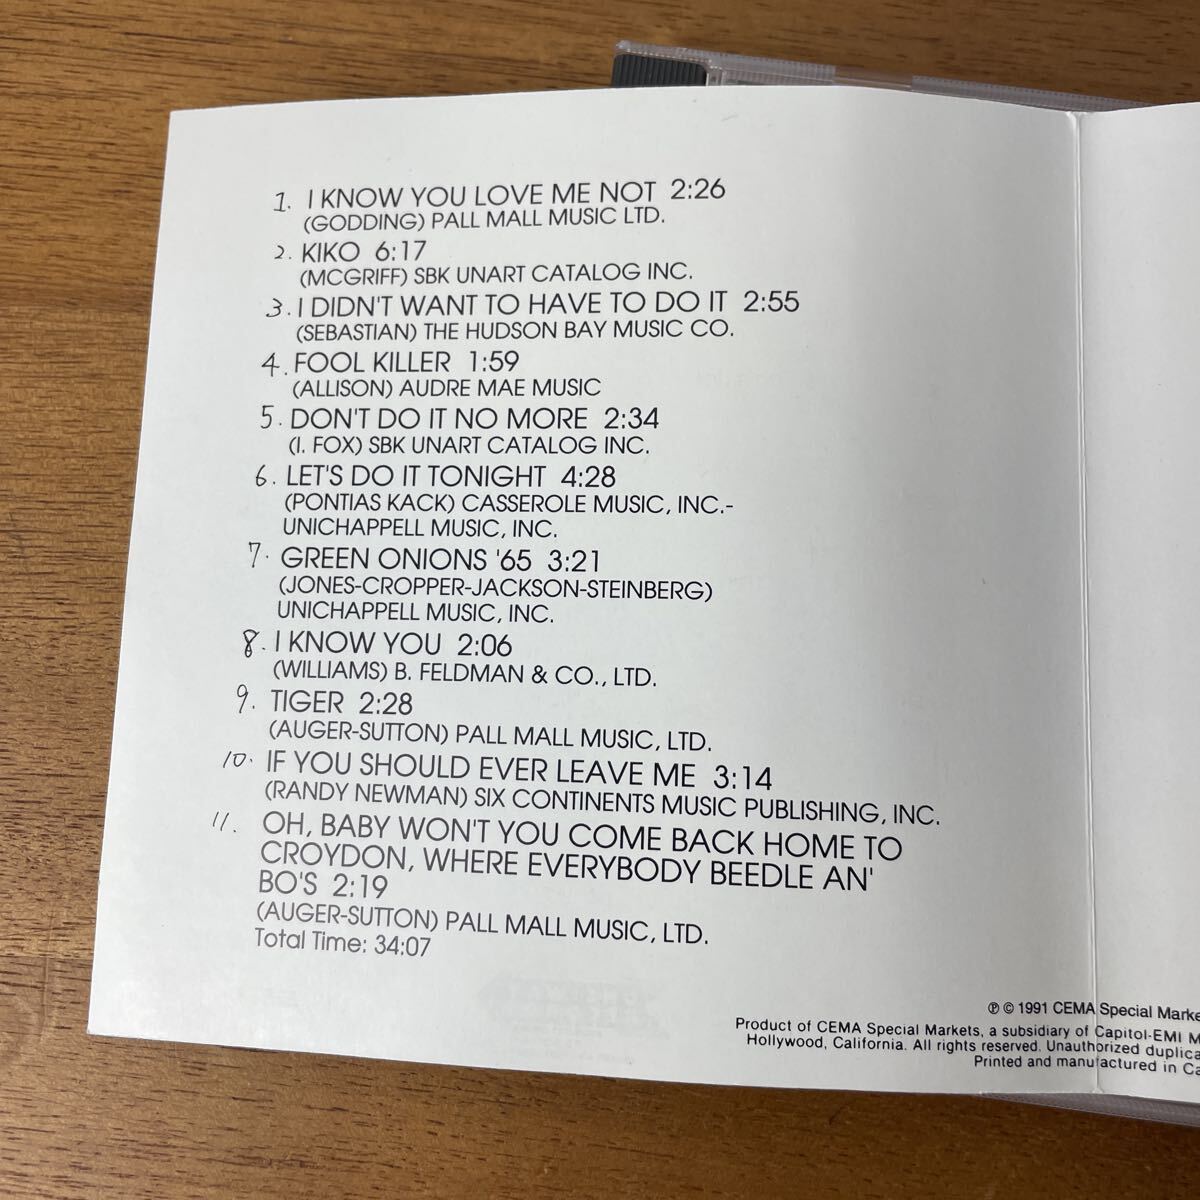 1. I KNOW YOU LOVE ME NOT 2:26
(GODDING) PALL MALL MUSIC LTD.
2. KIKO 6:17
(MCGRIFF) SBK UNART CATALOG INC.
3. I DIDN'T WANT TO HAVE TO DO IT 2:55
(SEBASTIAN) THE HUDSON BAY MUSIC CO.
4. FOOL KILLER 1:59
(ALLISON) AUDRE MAE MUSIC
5. DON'T DO IT NO MORE 2:34
(I. FOX) SBK UNART CATALOG INC.
6. LET'S DO IT TONIGHT 4:28
(PONTIAS KACK) CASSEROLE MUSIC, INC.-
UNICHAPPELL MUSIC, INC.
7. GREEN ONIONS '65 3:21
(JONES-CROPPER-JACKSON-STEINBERG)
UNICHAPPELL MUSIC, INC.
8. I KNOW YOU 2:06
(WILLIAMS) B. FELDMAN & CO., LTD.
9. TIGER 2:28
(AUGER-SUTTON) PALL MALL MUSIC, LTD.
10. IF YOU SHOULD EVER LEAVE ME 3:14
(RANDY NEWMAN) SIX CONTINENTS MUSIC PUBLISHING, INC.
11. OH, BABY WON'T YOU COME BACK HOME TO
CROYDON, WHERE EVERYBODY BEEDLE AN'
BO'S 2:19
(AUGER-SUTTON) PALL MALL MUSIC, LTD.
Total Time: 34:07
℗ © 1991 CEMA Special Marke
Product of CEMA Special Markets, a subsidiary of Capitol-EMI M
Hollywood, California. All rights reserved. Unauthorized duplica
Printed and manufactured in Ca